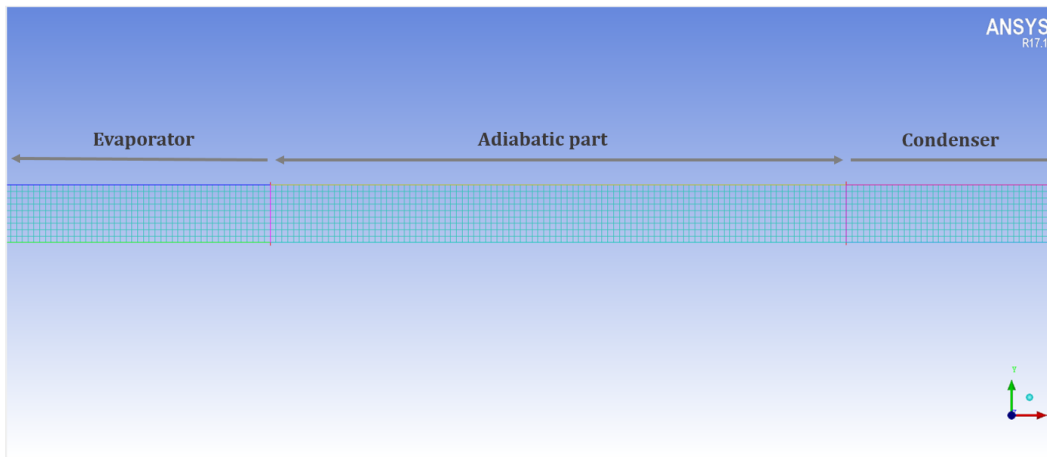 ANSYS
R17.1
Evaporator
Adiabatic part
Condenser
Y